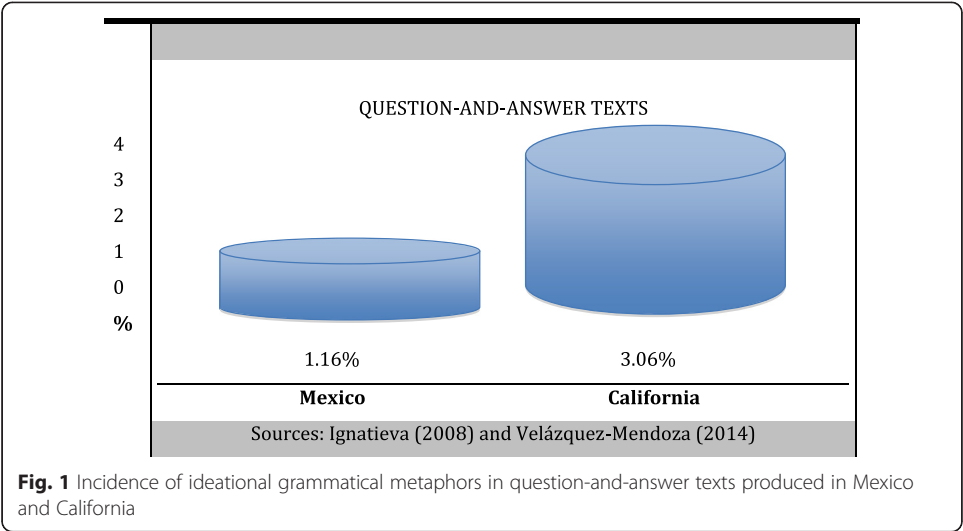 QUESTION-AND-ANSWER TEXTS
4
3
2
1
0
%
1.16% 3.06%
Mexico California
Sources: Ignatieva (2008) and Velázquez-Mendoza (2014)
Fig. 1 Incidence of ideational grammatical metaphors in question-and-answer texts produced in Mexico
and California